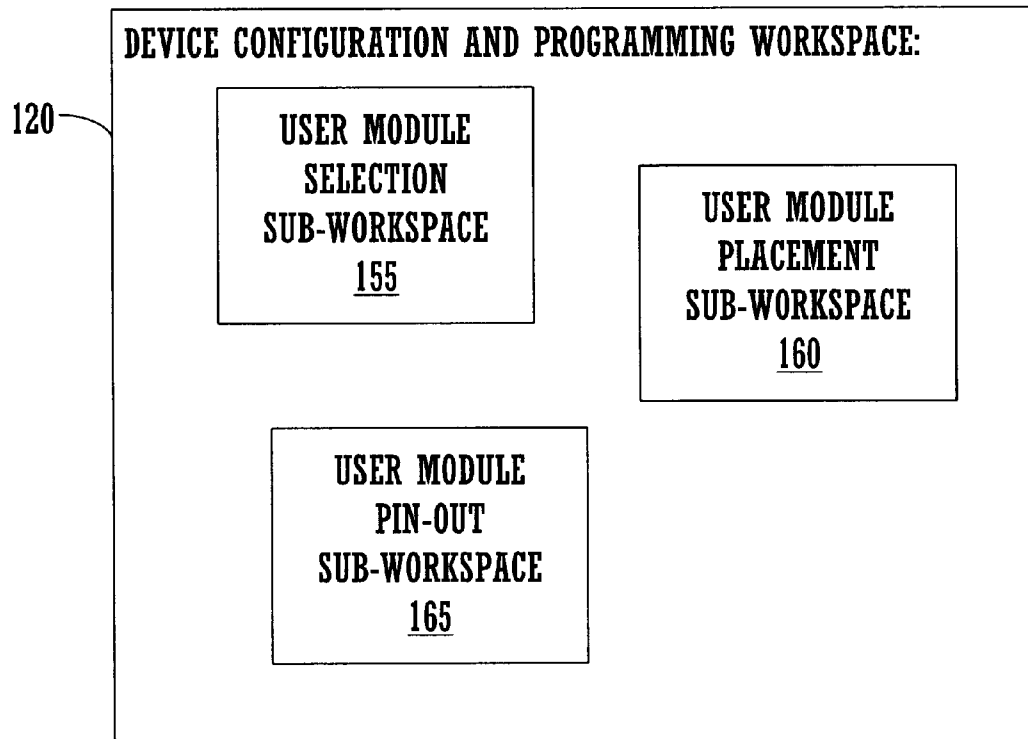 DEVICE CONFIGURATION AND PROGRAMMING WORKSPACE:
120
USER MODULE
SELECTION
SUB-WORKSPACE
155
USER MODULE
PLACEMENT
SUB-WORKSPACE
160
USER MODULE
PIN-OUT
SUB-WORKSPACE
165